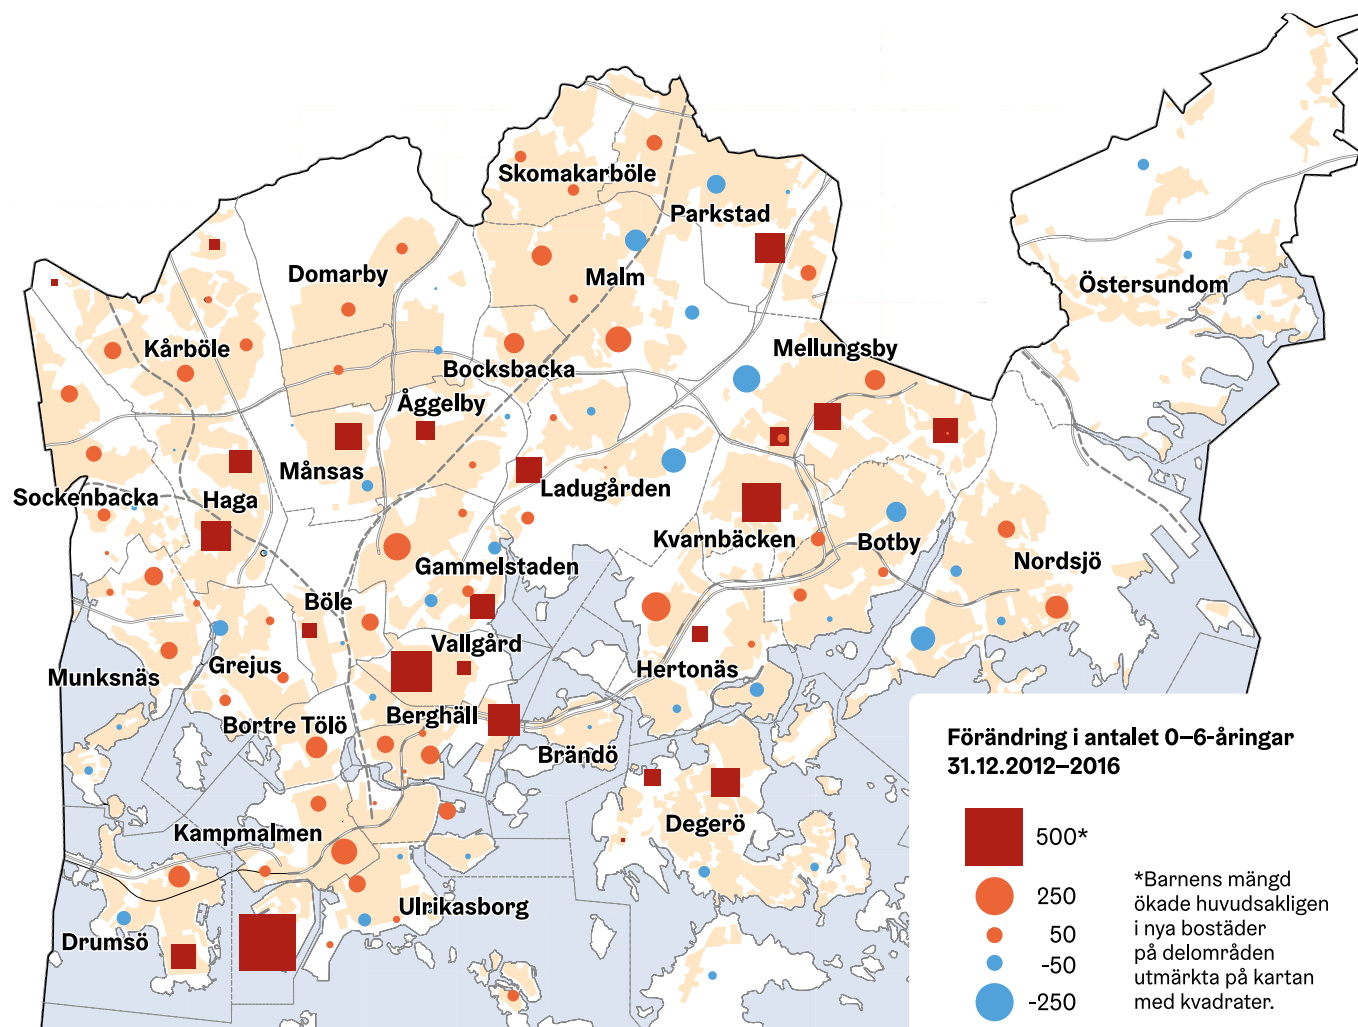 Skomakarböle
Parkstad
Domarby
Malm
Östersundom
Kårböle
Mellungsby
Bocksbacka
Åggelby
Månsas
Sockenbacka
Haga
Ladugården
Kvarnbäcken
Botby
Gammelstaden
Nordsjö
Böle
Vallgård
Grejus
Hertonäs
Munksnäs
Berghäll
Bortre Tölö
Brändö
Degerö
Kampmalmen
Ulrikasborg
Drumsö
Förändring i antalet 0–6-åringar
31.12.2012–2016
500*
250
50
-50
-250
*Barnens mängd
ökade huvudsakligen
i nya bostäder
på delområden
utmärkta på kartan
med kvadrater.